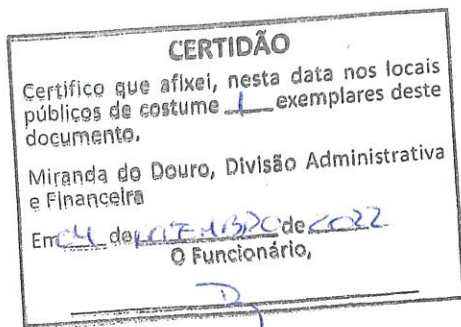 CERTIDÃO
Certifico que afixei, nesta data nos locais
públicos de costume 1 exemplares deste
documento.
Miranda do Douro, Divisão Administrativa
e Financeira
Em 04 de de 2022
O Funcionário,